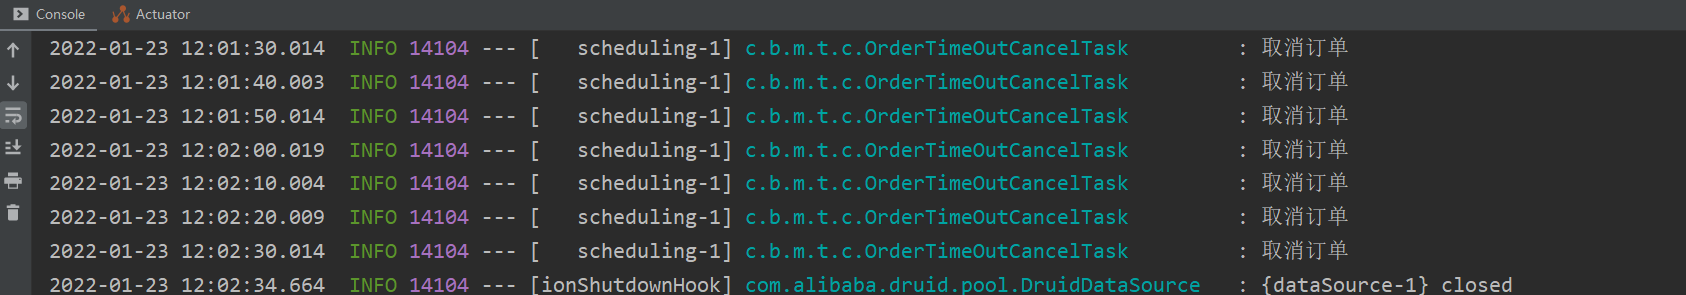 Console Actuator
2022-01-23 12:01:30.014  INFO 14104 --- [   scheduling-1] c.b.m.t.c.OrderTimeOutCancelTask         : 取消订单
2022-01-23 12:01:40.003  INFO 14104 --- [   scheduling-1] c.b.m.t.c.OrderTimeOutCancelTask         : 取消订单
2022-01-23 12:01:50.014  INFO 14104 --- [   scheduling-1] c.b.m.t.c.OrderTimeOutCancelTask         : 取消订单
2022-01-23 12:02:00.019  INFO 14104 --- [   scheduling-1] c.b.m.t.c.OrderTimeOutCancelTask         : 取消订单
2022-01-23 12:02:10.004  INFO 14104 --- [   scheduling-1] c.b.m.t.c.OrderTimeOutCancelTask         : 取消订单
2022-01-23 12:02:20.009  INFO 14104 --- [   scheduling-1] c.b.m.t.c.OrderTimeOutCancelTask         : 取消订单
2022-01-23 12:02:30.014  INFO 14104 --- [   scheduling-1] c.b.m.t.c.OrderTimeOutCancelTask         : 取消订单
2022-01-23 12:02:34.664  INFO 14104 --- [ionShutdownHook] com.alibaba.druid.pool.DruidDataSource   : {dataSource-1} closed